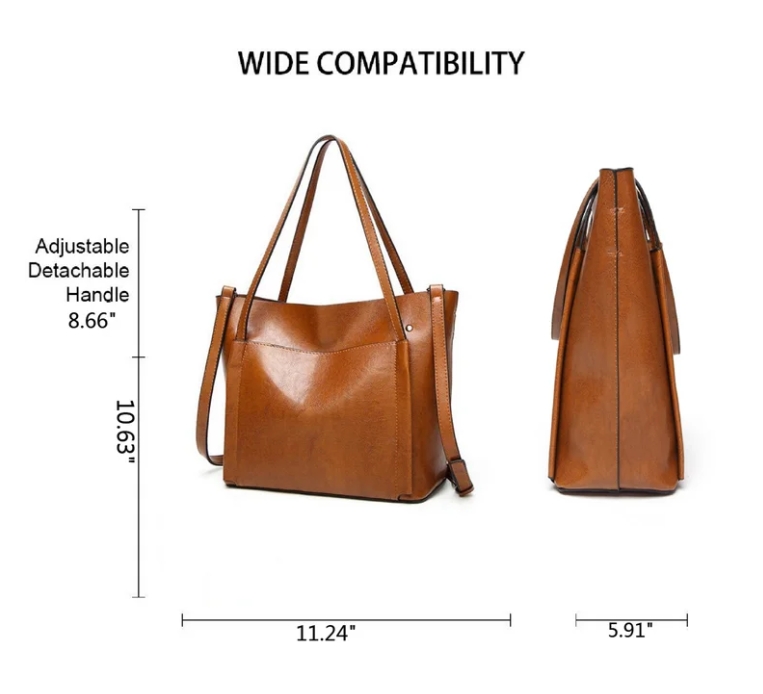 WIDE COMPATIBILITY
Adjustable
Detachable
Handle
8.66"
10.63"
11.24"
5.91"